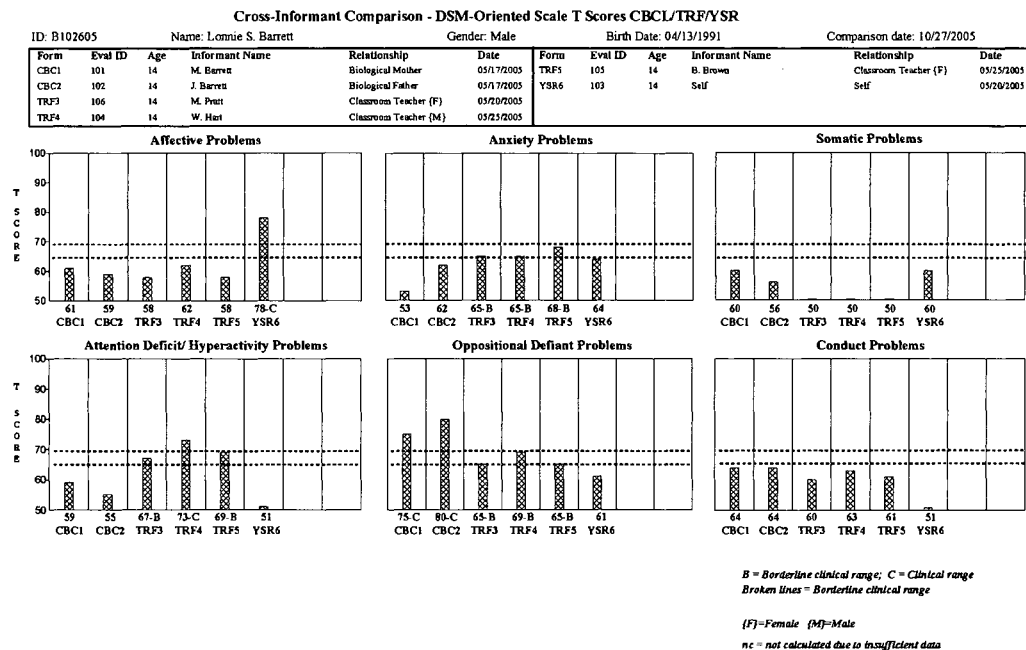 Cross-Informant Comparison - DSM-Oriented Scale T Scores CBCL/TRF/YSR
ID: B102605 Name: Lonnie S. Barrett Gender: Male Birth Date: 04/13/1991 Comparison date: 10/27/2005
Form Eval ID Age Informant Name Relationship Date Form Eval ID Age Informant Name Relationship Date
CBC1 101 14 M. Barrett Biological Mother 05/17/2005 TRF5 105 14 B. Brown Classroom Teacher {F} 05/25/2005
CBC2 102 14 J. Barrett Biological Father 05/17/2005 YSR6 103 14 Self Self 05/20/2005
TRF3 106 14 M. Pratt Classroom Teacher {F} 05/20/2005
TRF4 104 14 W. Hart Classroom Teacher {M} 05/25/2005
Affective Problems
T SCORE
100
90
80
70
60
50
61 59 58 62 58 78-C
CBC1 CBC2 TRF3 TRF4 TRF5 YSR6
Anxiety Problems
53 62 65-B 65-B 68-B 64
CBC1 CBC2 TRF3 TRF4 TRF5 YSR6
Somatic Problems
60 56 50 50 50 60
CBC1 CBC2 TRF3 TRF4 TRF5 YSR6
Attention Deficit/ Hyperactivity Problems
T SCORE
100
90
80
70
60
50
59 55 67-B 73-C 69-B 51
CBC1 CBC2 TRF3 TRF4 TRF5 YSR6
Oppositional Defiant Problems
75-C 80-C 65-B 69-B 65-B 61
CBC1 CBC2 TRF3 TRF4 TRF5 YSR6
Conduct Problems
64 64 60 63 61 51
CBC1 CBC2 TRF3 TRF4 TRF5 YSR6
B = Borderline clinical range; C = Clinical range
Broken lines = Borderline clinical range
{F}=Female {M}=Male
nc = not calculated due to insufficient data